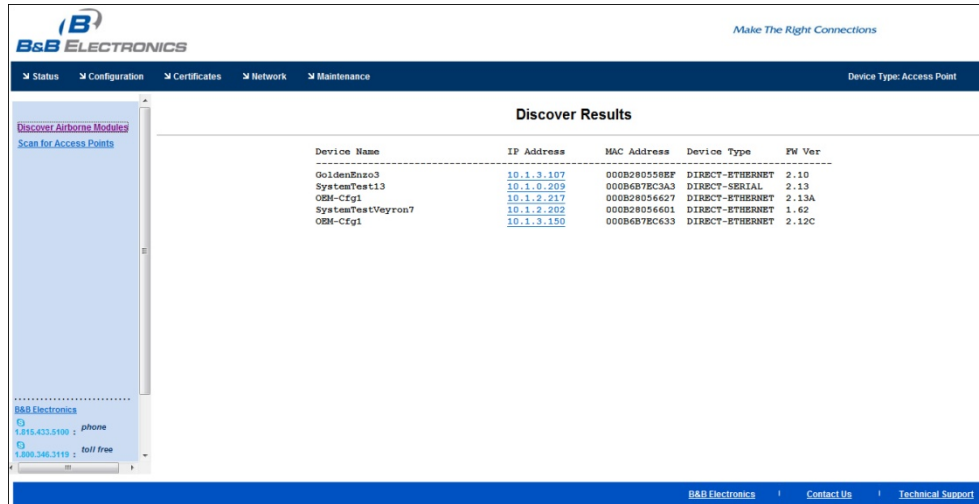 B&B ELECTRONICS
Make The Right Connections
Status Configuration Certificates Network Maintenance Device Type: Access Point
Discover Airborne Modules
Scan for Access Points
Discover Results
Device Name IP Address MAC Address Device Type FW Ver
GoldenEnzo3 10.1.3.107 000B280558EF DIRECT-ETHERNET 2.10
SystemTest13 10.1.0.209 000B6B7EC3A3 DIRECT-SERIAL 2.13
OEM-Cfg1 10.1.2.217 000B28056627 DIRECT-ETHERNET 2.13A
SystemTestVeyron7 10.1.2.202 000B28056601 DIRECT-ETHERNET 1.62
OEM-Cfg1 10.1.3.150 000B6B7EC633 DIRECT-ETHERNET 2.12C
B&B Electronics
1.815.433.5100 : phone
1.800.346.3119 : toll free
B&B Electronics | Contact Us | Technical Support